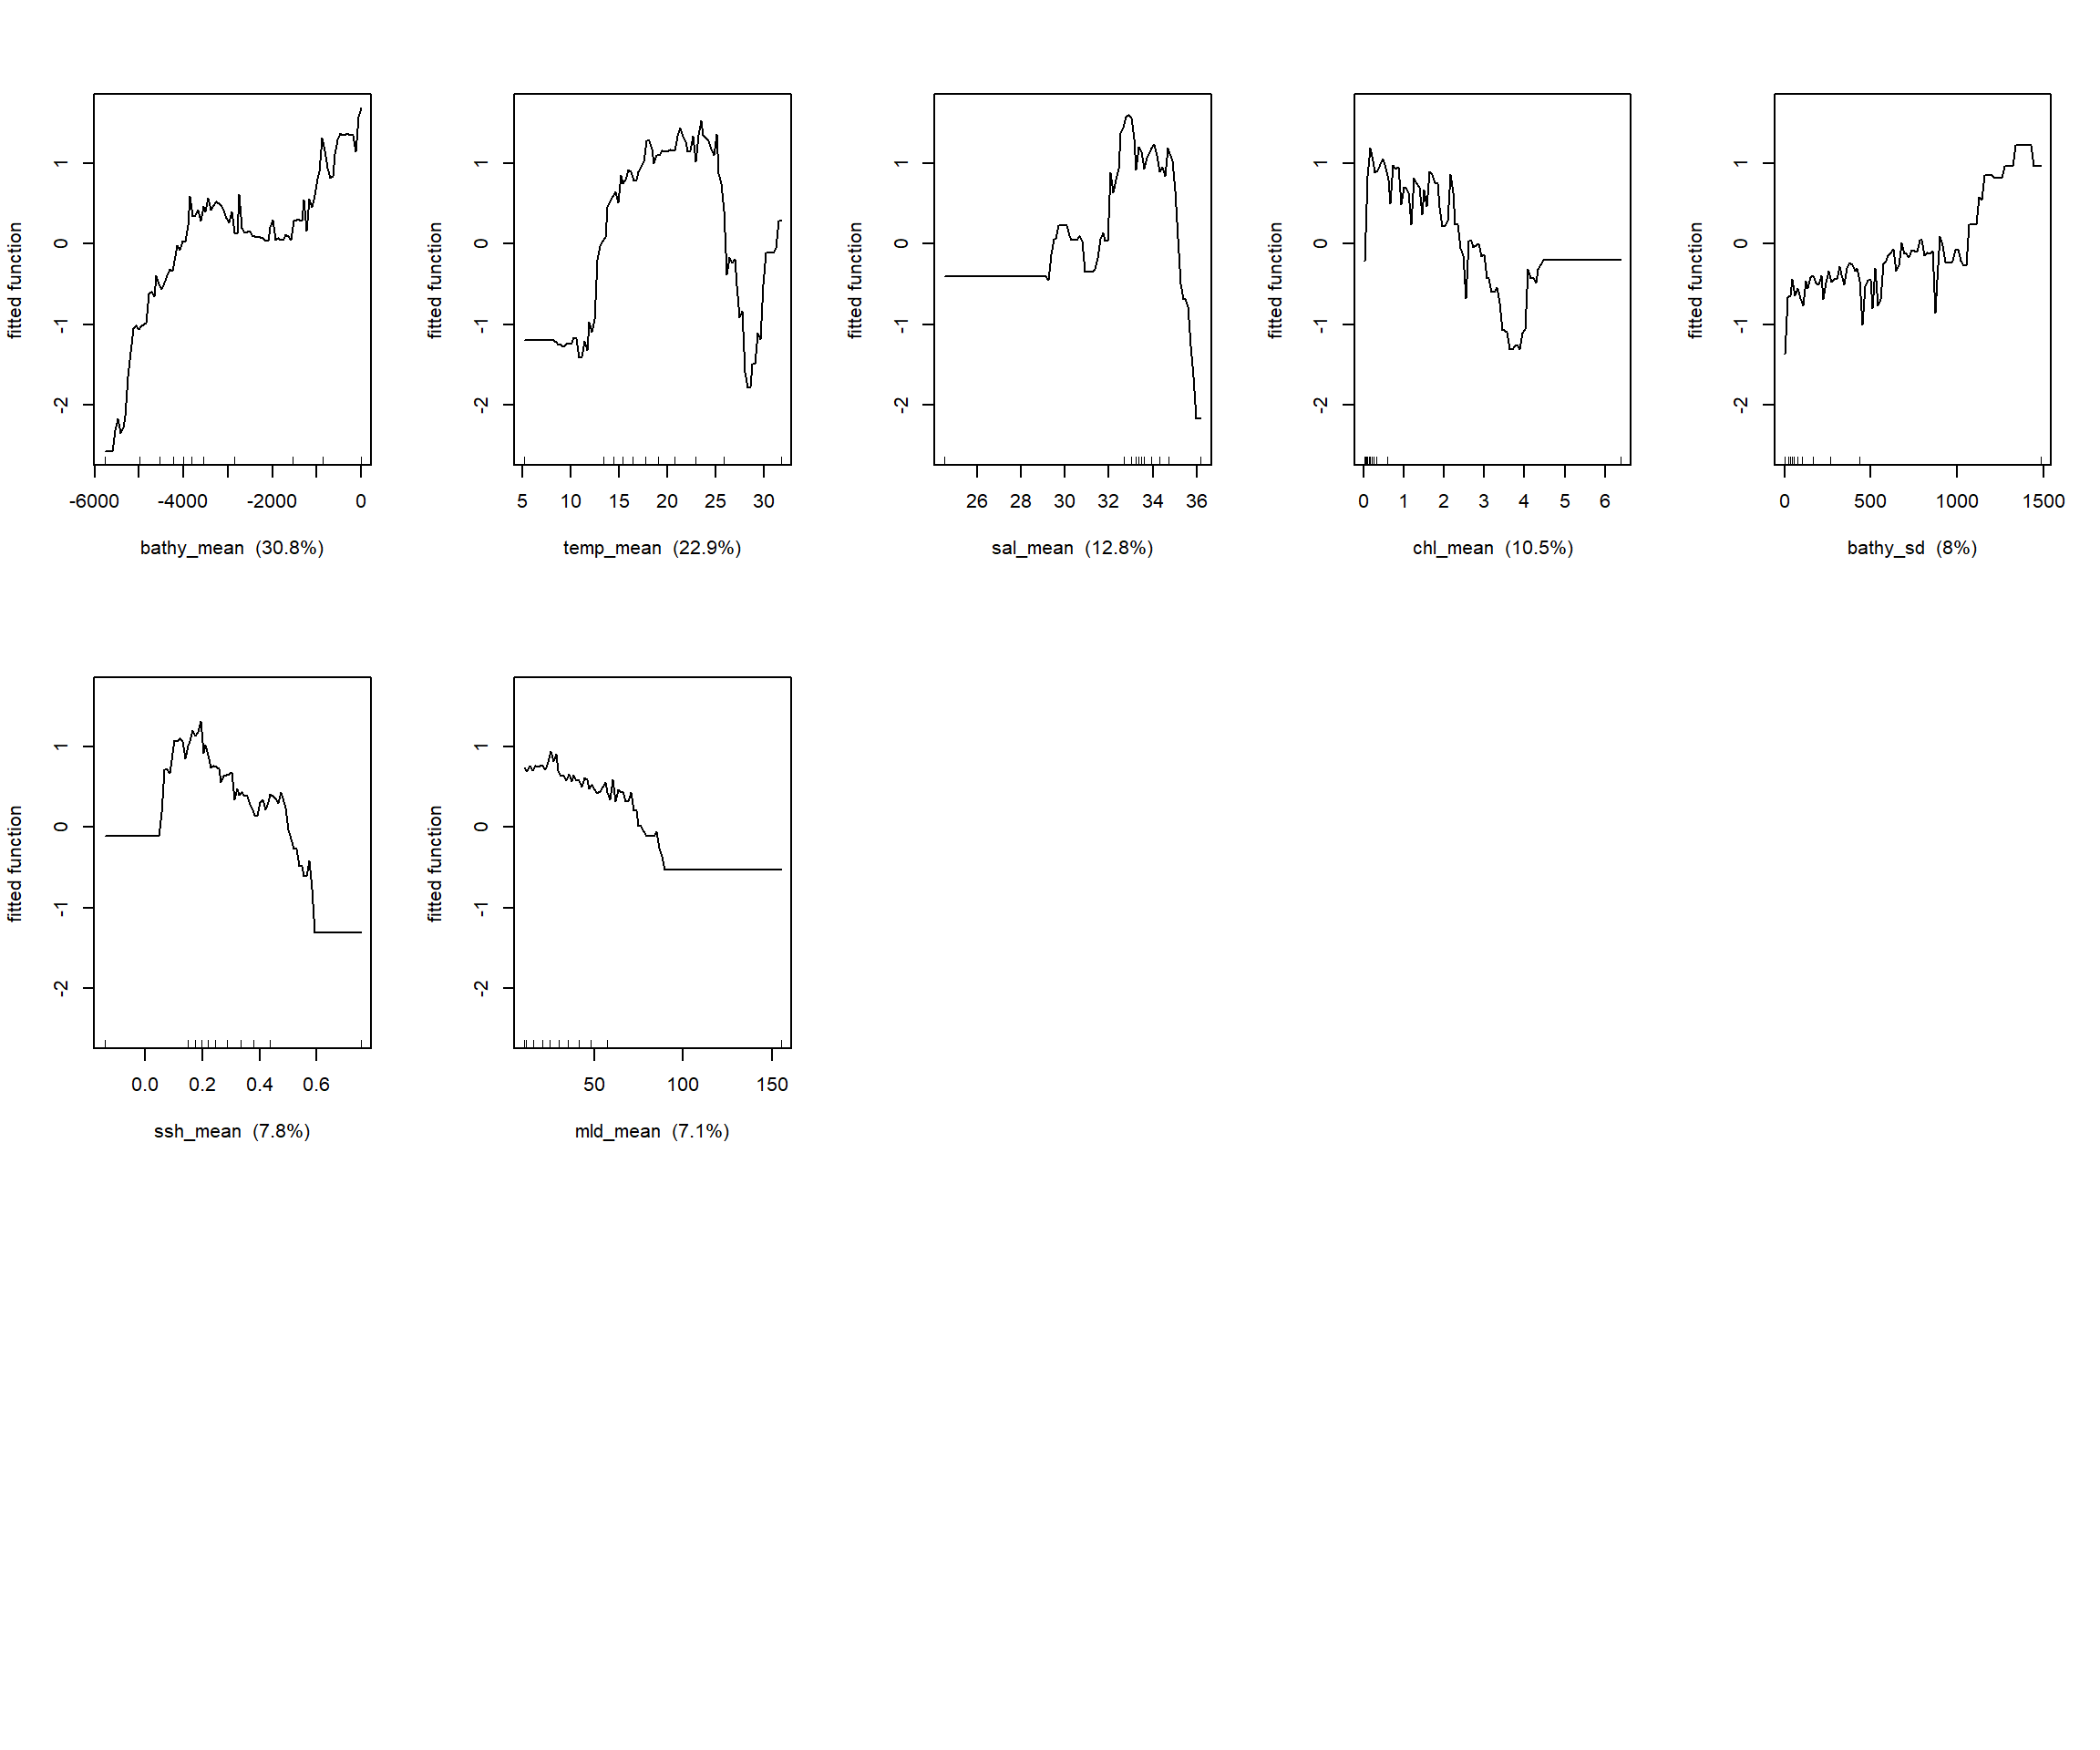 fitted function
1
0
-1
-2
-6000 -4000 -2000 0
bathy_mean (30.8%)
fitted function
1
0
-1
-2
5 10 15 20 25 30
temp_mean (22.9%)
fitted function
1
0
-1
-2
26 28 30 32 34 36
sal_mean (12.8%)
fitted function
1
0
-1
-2
0 1 2 3 4 5 6
chl_mean (10.5%)
fitted function
1
0
-1
-2
0 500 1000 1500
bathy_sd (8%)
fitted function
1
0
-1
-2
0.0 0.2 0.4 0.6
ssh_mean (7.8%)
fitted function
1
0
-1
-2
50 100 150
mld_mean (7.1%)